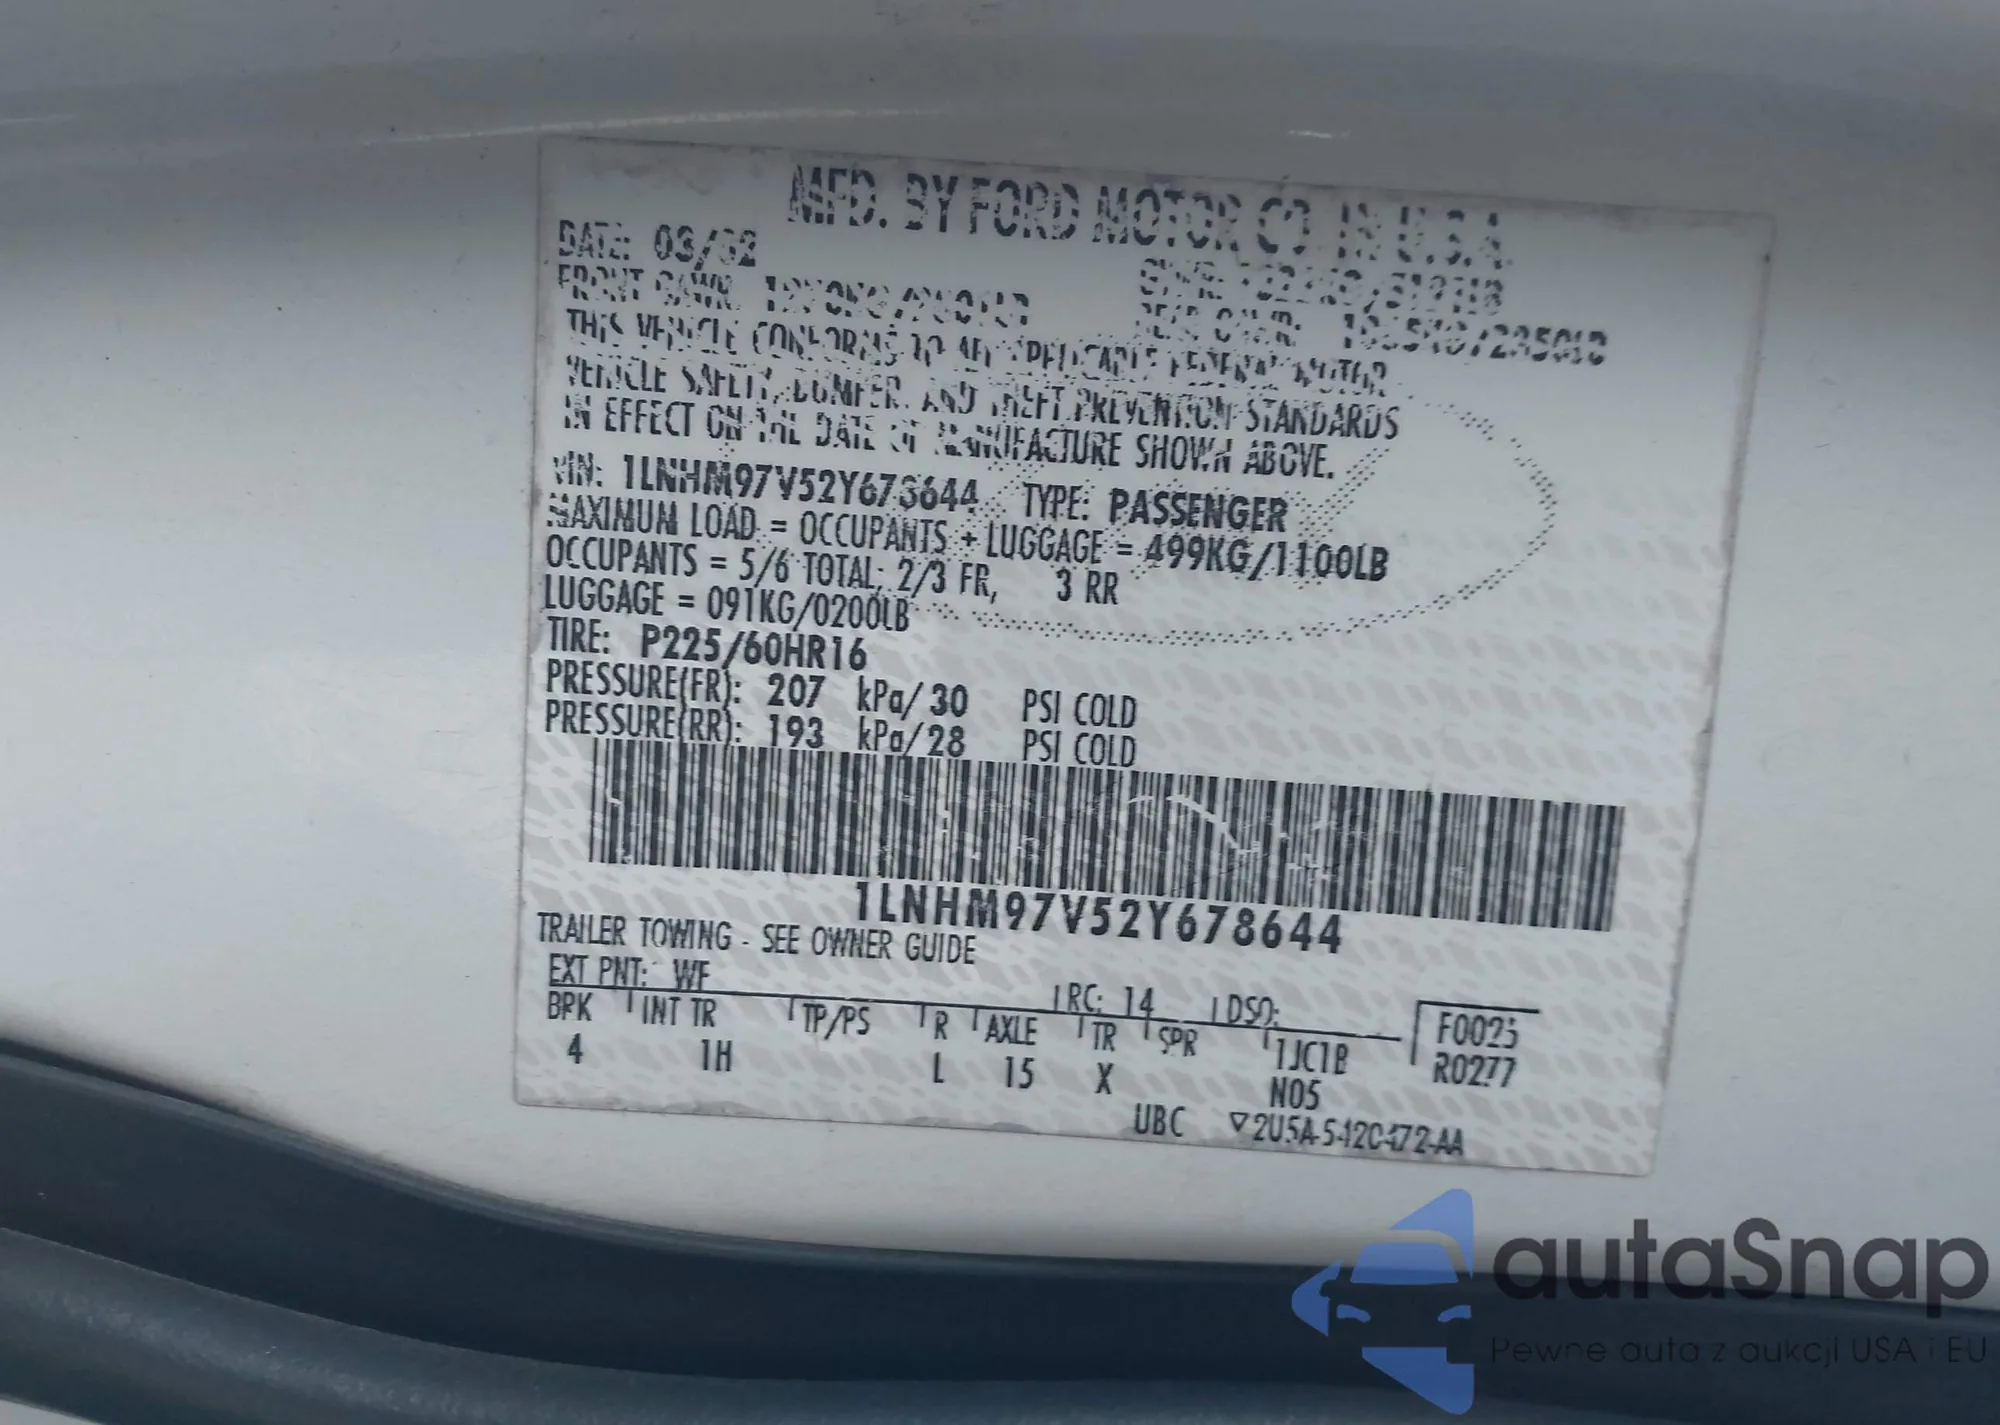 MFD. BY FORD MOTOR CO. IN U.S.A.
DATE: 03/02
FRONT GAWR:
REAR GAWR:
THIS VEHICLE CONFORMS TO ALL APPLICABLE FEDERAL MOTOR
VEHICLE SAFETY, BUMPER, AND THEFT PREVENTION STANDARDS
IN EFFECT ON THE DATE OF MANUFACTURE SHOWN ABOVE.
VIN: 1LNHM97V52Y678644 TYPE: PASSENGER
MAXIMUM LOAD = OCCUPANTS + LUGGAGE = 499KG/1100LB
OCCUPANTS = 5/6 TOTAL; 2/3 FR, 3 RR
LUGGAGE = 091KG/0200LB
TIRE: P225/60HR16
PRESSURE(FR): 207 kPa/30 PSI COLD
PRESSURE(RR): 193 kPa/28 PSI COLD
1LNHM97V52Y678644
TRAILER TOWING - SEE OWNER GUIDE
EXT PNT: WF RC: 14 DSO: F0025
BRK INT TR TP/PS R AXLE TR SPR 1JC1B R0277
4 1H L 15 X N05
UBC 2U5A-5420472-AA
autaSnap
Pewne auta z aukcji USA i EU